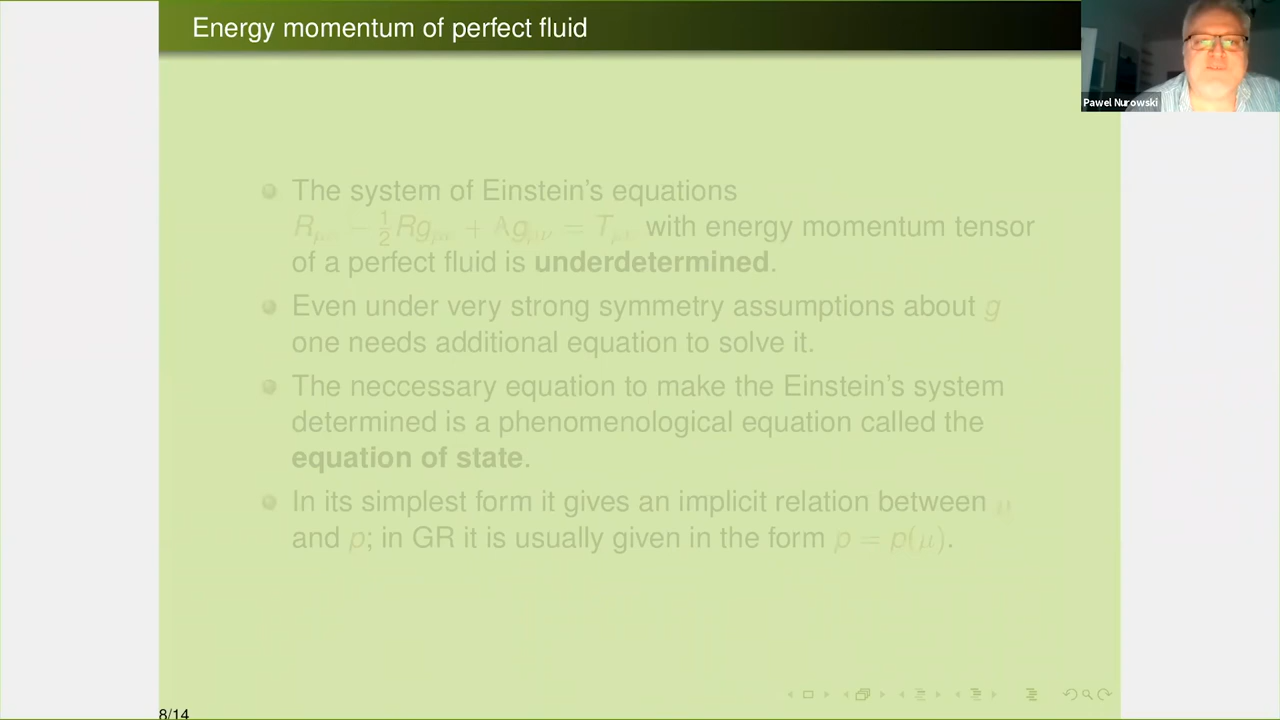 Energy momentum of perfect fluid
Pawel Nurowski
The system of Einstein's equations
R_{μν} − 1/2 Rg_{μν} + Λg_{μν} = T_{μν} with energy momentum tensor
of a perfect fluid is underdetermined.
Even under very strong symmetry assumptions about g
one needs additional equation to solve it.
The neccessary equation to make the Einstein's system
determined is a phenomenological equation called the
equation of state.
In its simplest form it gives an implicit relation between μ
and p; in GR it is usually given in the form p = p(μ).
8/14